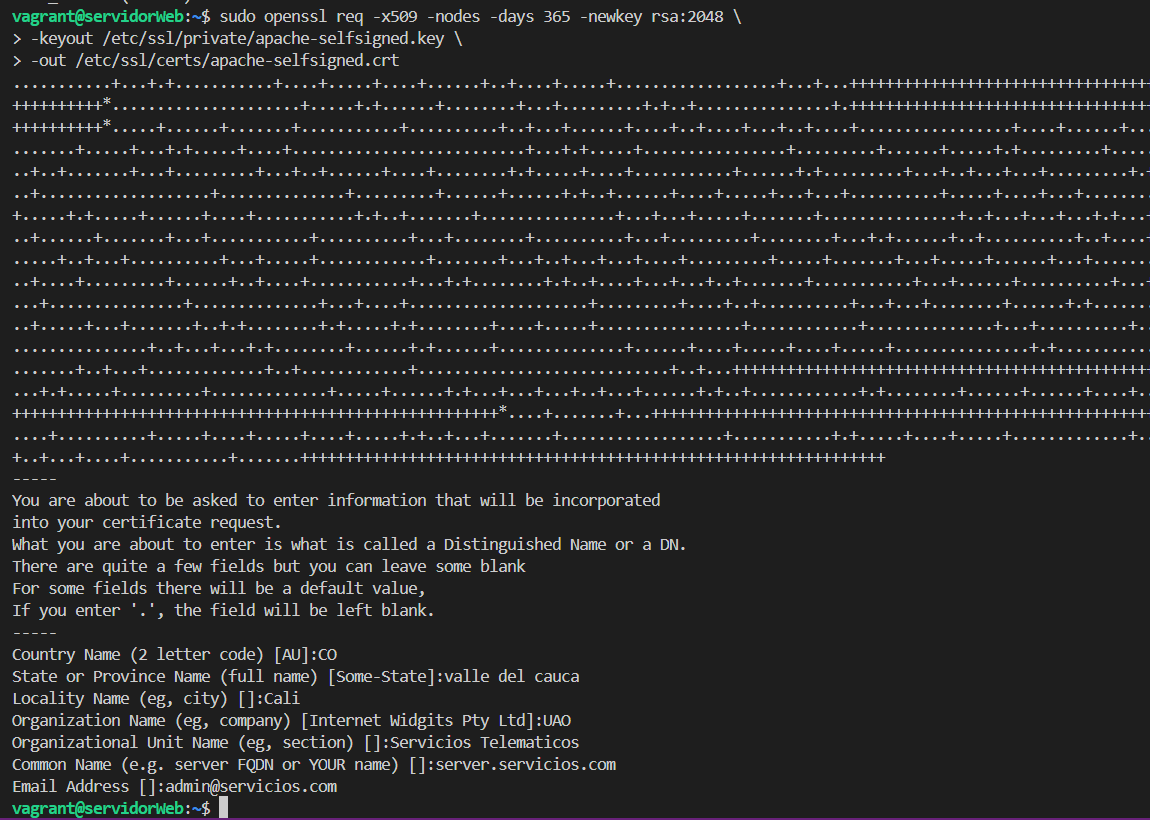 vagrant@servidorWeb:~$ sudo openssl req -x509 -nodes -days 365 -newkey rsa:2048 \
> -keyout /etc/ssl/private/apache-selfsigned.key \
> -out /etc/ssl/certs/apache-selfsigned.crt
-----
You are about to be asked to enter information that will be incorporated
into your certificate request.
What you are about to enter is what is called a Distinguished Name or a DN.
There are quite a few fields but you can leave some blank
For some fields there will be a default value,
If you enter '.', the field will be left blank.
-----
Country Name (2 letter code) [AU]:CO
State or Province Name (full name) [Some-State]:valle del cauca
Locality Name (eg, city) []:Cali
Organization Name (eg, company) [Internet Widgits Pty Ltd]:UAO
Organizational Unit Name (eg, section) []:Servicios Telematicos
Common Name (e.g. server FQDN or YOUR name) []:server.servicios.com
Email Address []:admin@servicios.com
vagrant@servidorWeb:~$